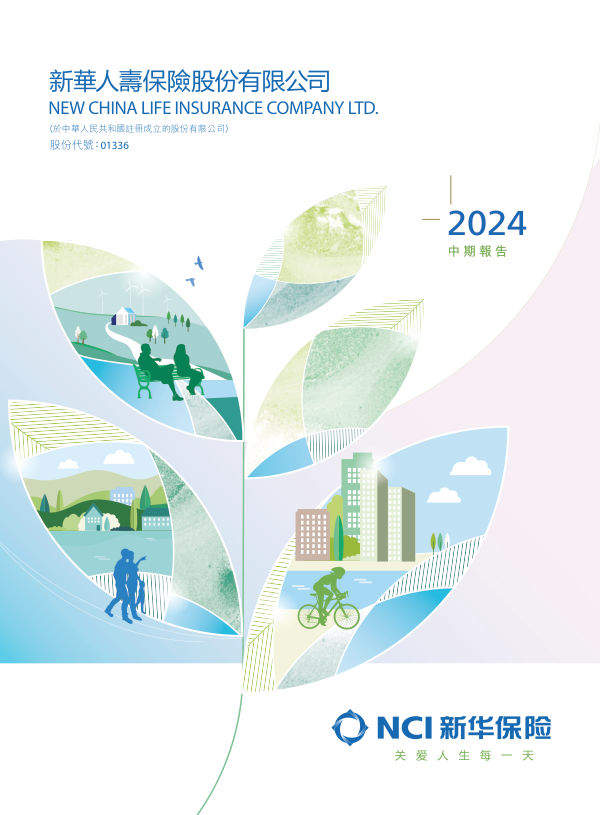 新華人壽保險股份有限公司
NEW CHINA LIFE INSURANCE COMPANY LTD.
(於中華人民共和國註冊成立的股份有限公司)
股份代號：01336
2024
中期報告
NCI 新华保险
关爱人生每一天